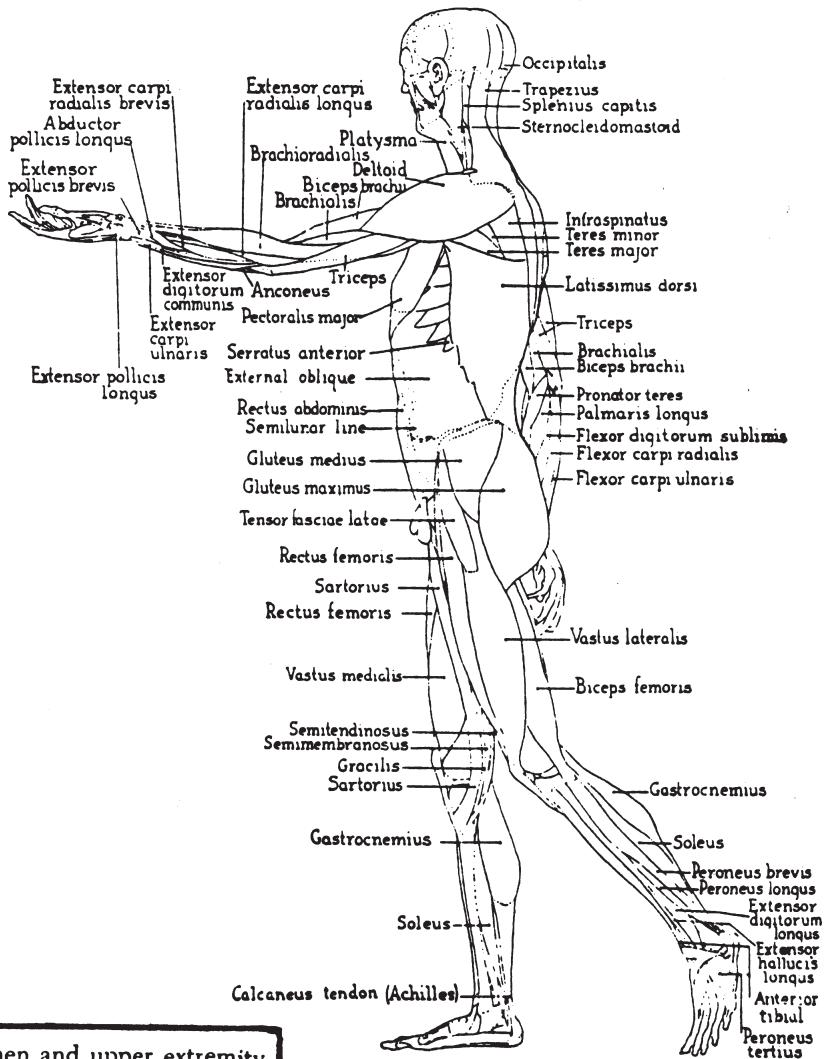 Occipitalis
Trapezius
Splenius capitis
Sternocleidomastoid
Extensor carpi
radialis brevis
Abductor
pollicis longus
Extensor
pollicis brevis
Extensor carpi
radialis longus
Brachioradialis
Platysma
Deltoid
Biceps brachii
Brachialis
Infraspinatus
Teres minor
Teres major
Latissimus dorsi
Extensor
digitorum
communis
Anconeus
Triceps
Extensor
carpi
ulnaris
Extensor pollicis
longus
Pectoralis major
Serratus anterior
External oblique
Rectus abdominis
Semilunar line
Gluteus medius
Gluteus maximus
Tensor fasciae latae
Rectus femoris
Sartorius
Rectus femoris
Vastus medialis
Semitendinosus
Semimembranosus
Gracilis
Sartorius
Gastrocnemius
Soleus
Calcaneus tendon (Achilles)
Triceps
Brachialis
Biceps brachii
Pronator teres
Palmaris longus
Flexor digitorum sublimis
Flexor carpi radialis
Flexor carpi ulnaris
Vastus lateralis
Biceps femoris
Gastrocnemius
Soleus
Peroneus brevis
Peroneus longus
Extensor
digitorum
longus
Extensor
hallucis
longus
Anterior
tibial
Peroneus
tertius
and upper extremity